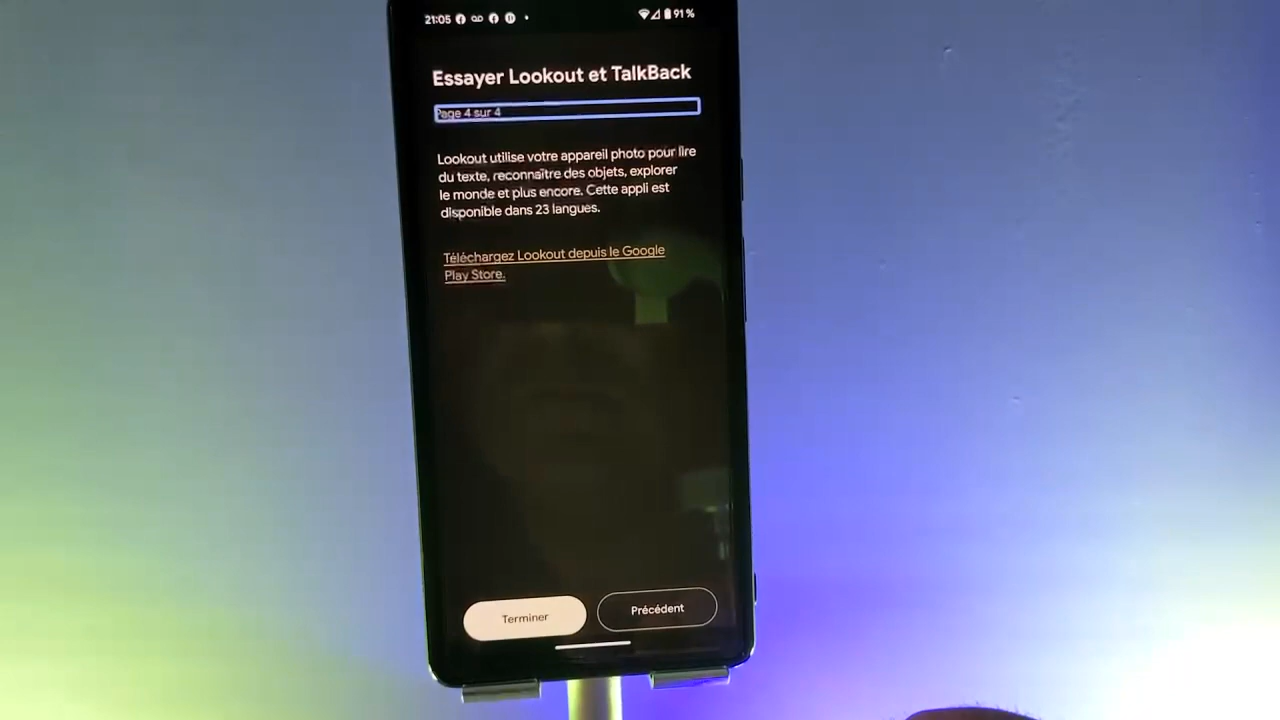 21:05 91 %
Essayer Lookout et TalkBack
Page 4 sur 4
Lookout utilise votre appareil photo pour lire
du texte, reconnaître des objets, explorer
le monde et plus encore. Cette appli est
disponible dans 23 langues.
Téléchargez Lookout depuis le Google
Play Store.
Terminer
Précédent